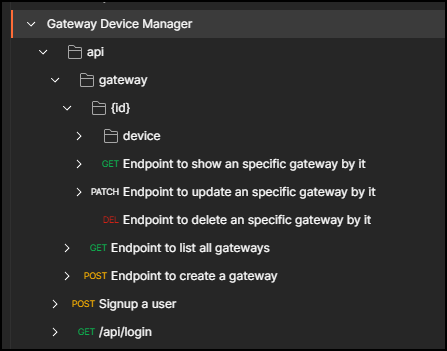 Gateway Device Manager
api
gateway
{id}
device
GET Endpoint to show an specific gateway by it
PATCH Endpoint to update an specific gateway by it
DEL Endpoint to delete an specific gateway by it
GET Endpoint to list all gateways
POST Endpoint to create a gateway
POST Signup a user
GET /api/login